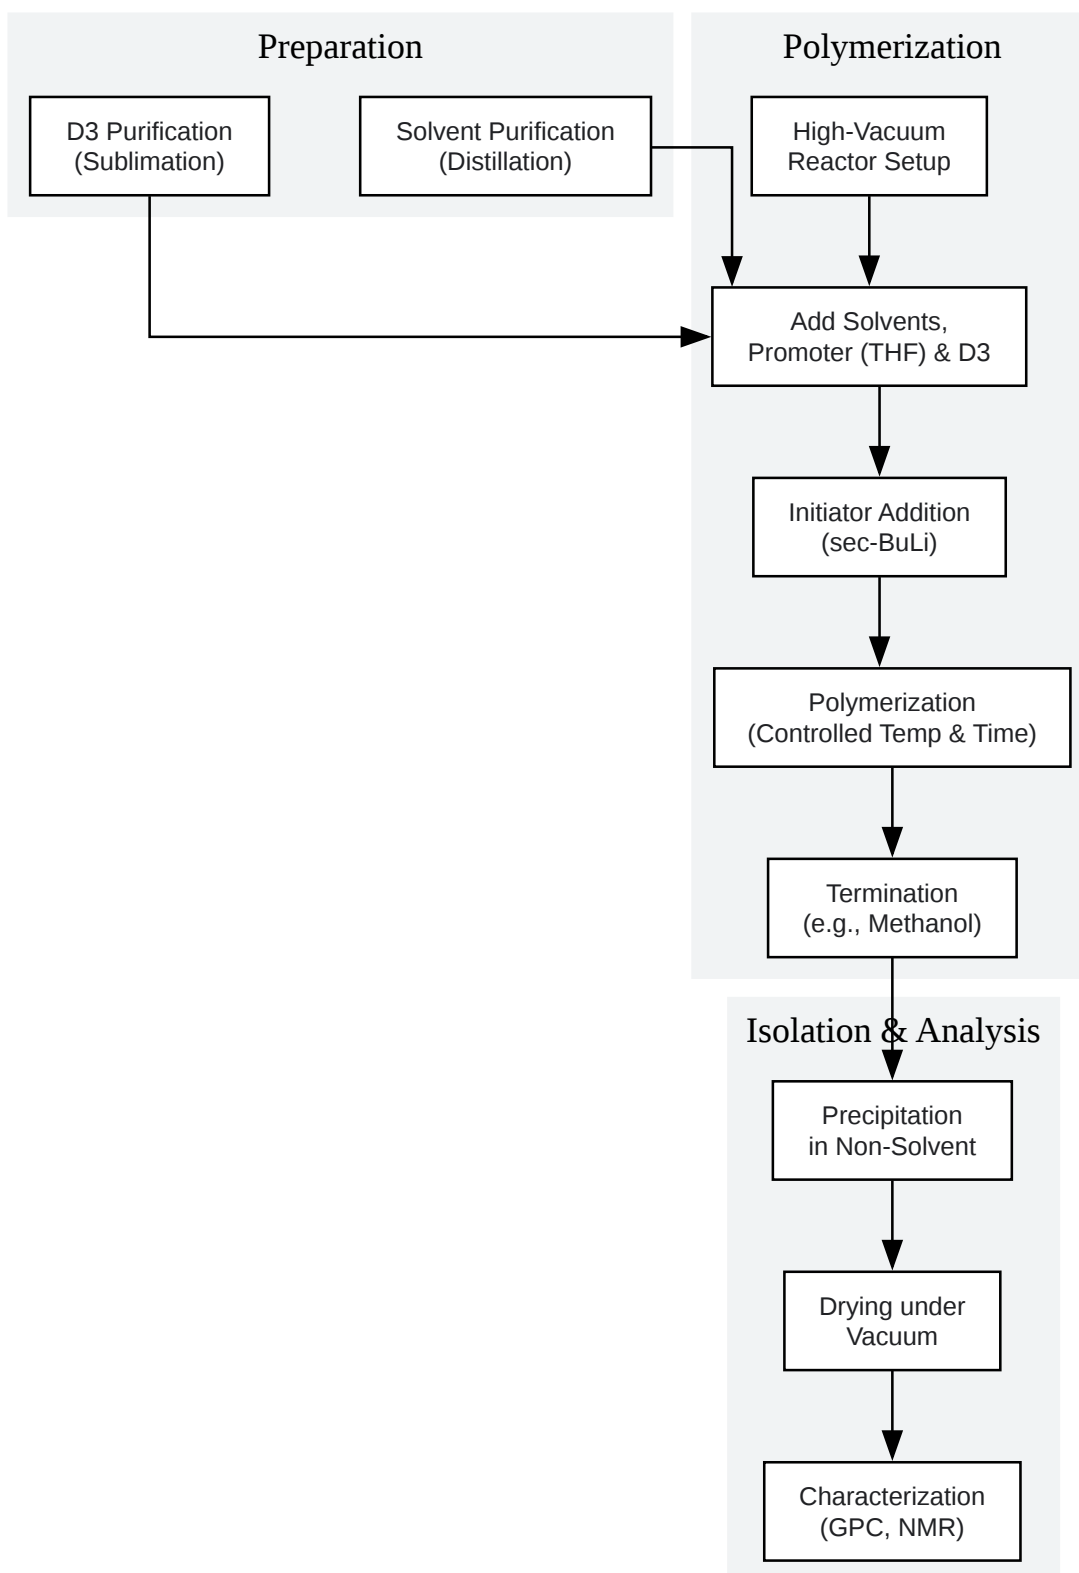 Preparation
D3 Purification
(Sublimation)
Solvent Purification
(Distillation)
Polymerization
High-Vacuum
Reactor Setup
Add Solvents,
Promoter (THF) & D3
Initiator Addition
(sec-BuLi)
Polymerization
(Controlled Temp & Time)
Termination
(e.g., Methanol)
Isolation & Analysis
Precipitation
in Non-Solvent
Drying under
Vacuum
Characterization
(GPC, NMR)